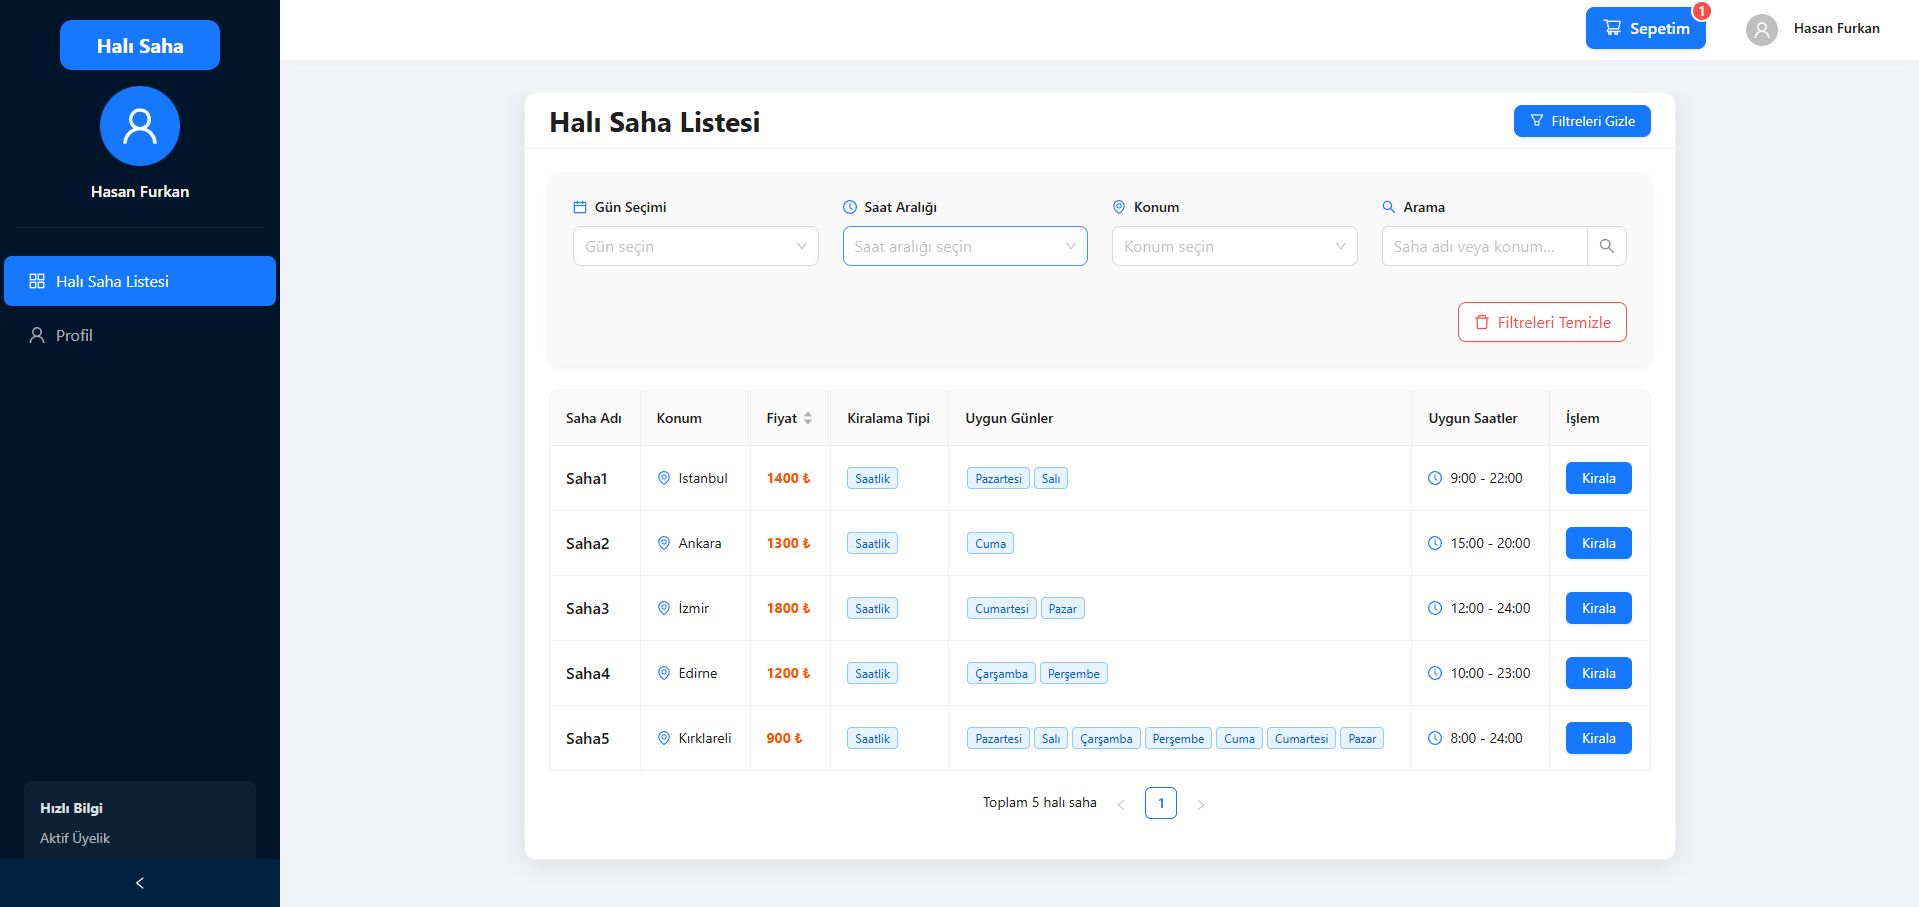 Halı Saha
Hasan Furkan
Halı Saha Listesi
Profil
Hızlı Bilgi
Aktif Üyelik
Sepetim
1
Hasan Furkan
Halı Saha Listesi
Filtreleri Gizle
Gün Seçimi
Saat Aralığı
Konum
Arama
Gün seçin
Saat aralığı seçin
Konum seçin
Saha adı veya konum...
Filtreleri Temizle
Saha Adı Konum Fiyat Kiralama Tipi Uygun Günler Uygun Saatler İşlem
Saha1 Istanbul 1400 ₺ Saatlik Pazartesi Salı 9:00 - 22:00 Kirala
Saha2 Ankara 1300 ₺ Saatlik Cuma 15:00 - 20:00 Kirala
Saha3 İzmir 1800 ₺ Saatlik Cumartesi Pazar 12:00 - 24:00 Kirala
Saha4 Edirne 1200 ₺ Saatlik Çarşamba Perşembe 10:00 - 23:00 Kirala
Saha5 Kırklareli 900 ₺ Saatlik Pazartesi Salı Çarşamba Perşembe Cuma Cumartesi Pazar 8:00 - 24:00 Kirala
Toplam 5 halı saha < 1 >